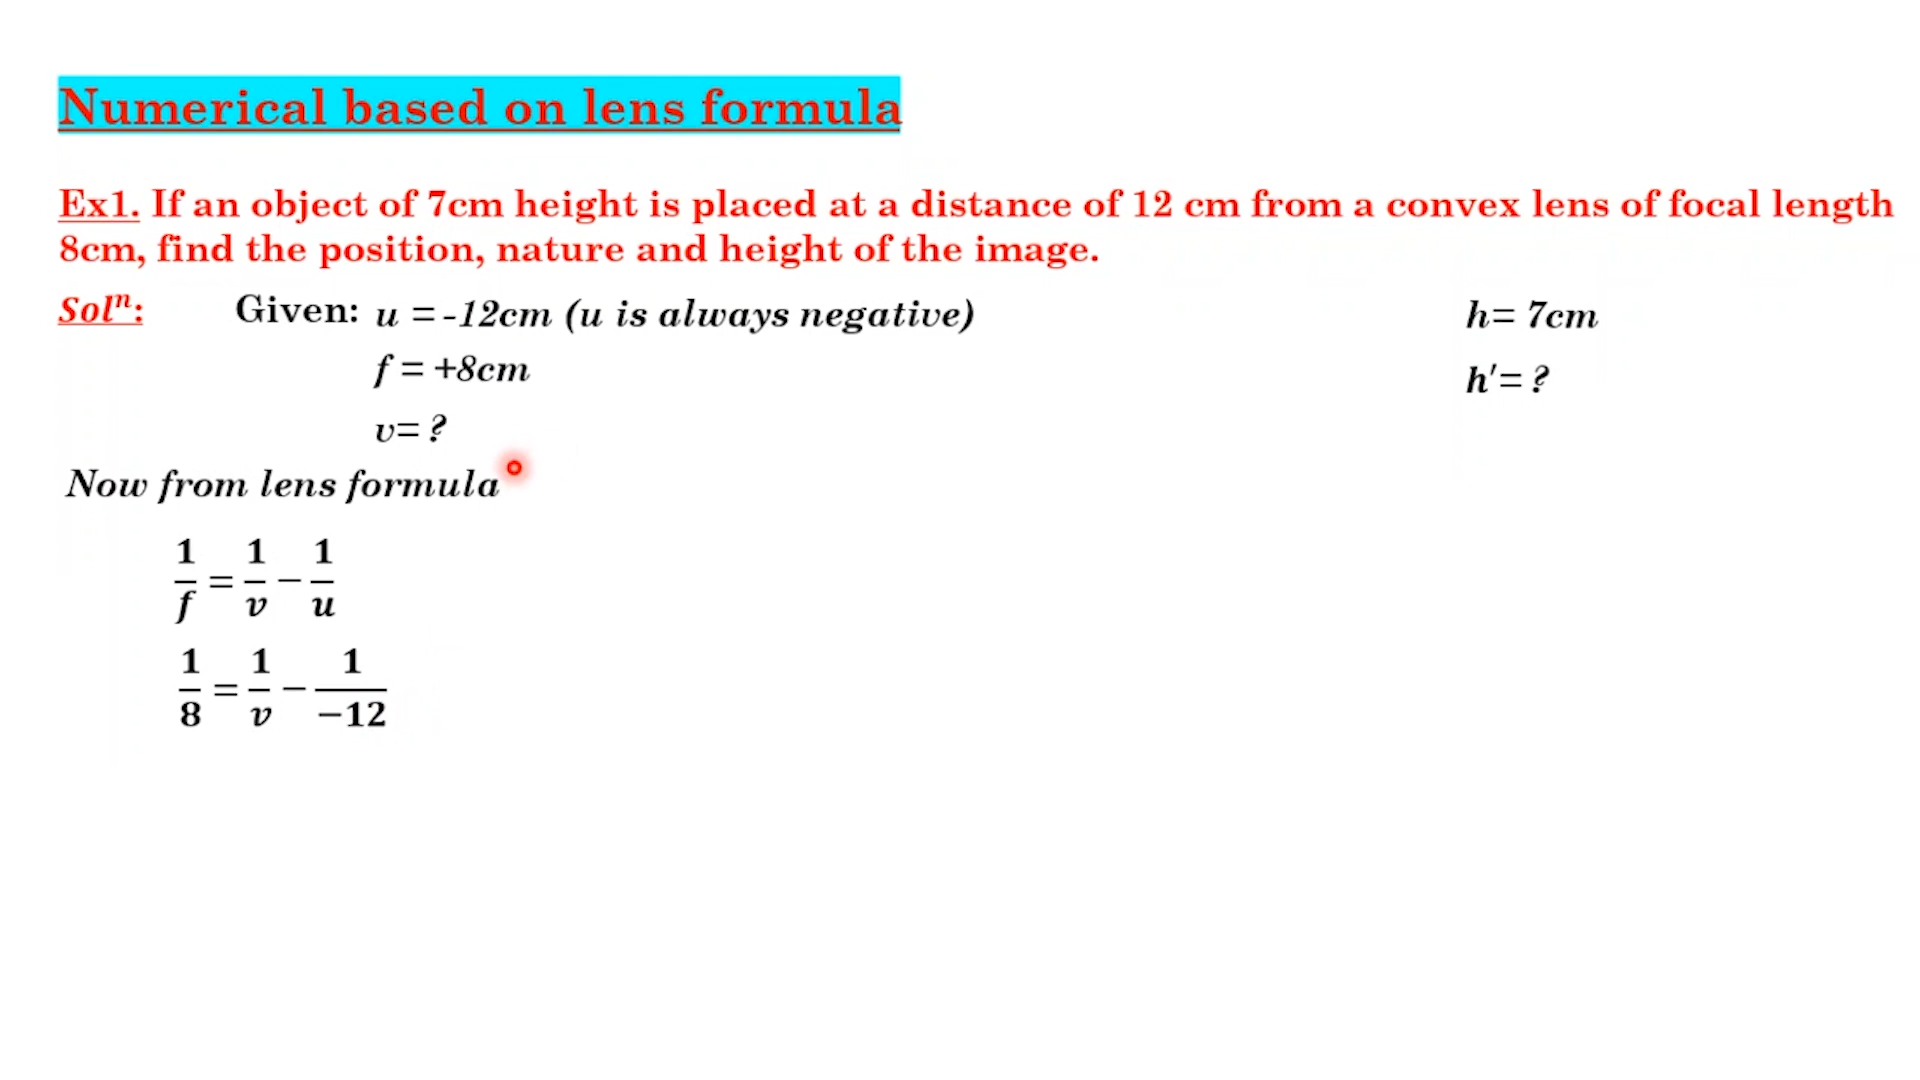 Numerical based on lens formula
Ex1. If an object of 7cm height is placed at a distance of 12 cm from a convex lens of focal length
8cm, find the position, nature and height of the image.
Solⁿ: Given: u = -12cm (u is always negative) h= 7cm
f = +8cm h′= ?
v= ?
Now from lens formula
1/f = 1/v − 1/u
1/8 = 1/v − 1/−12